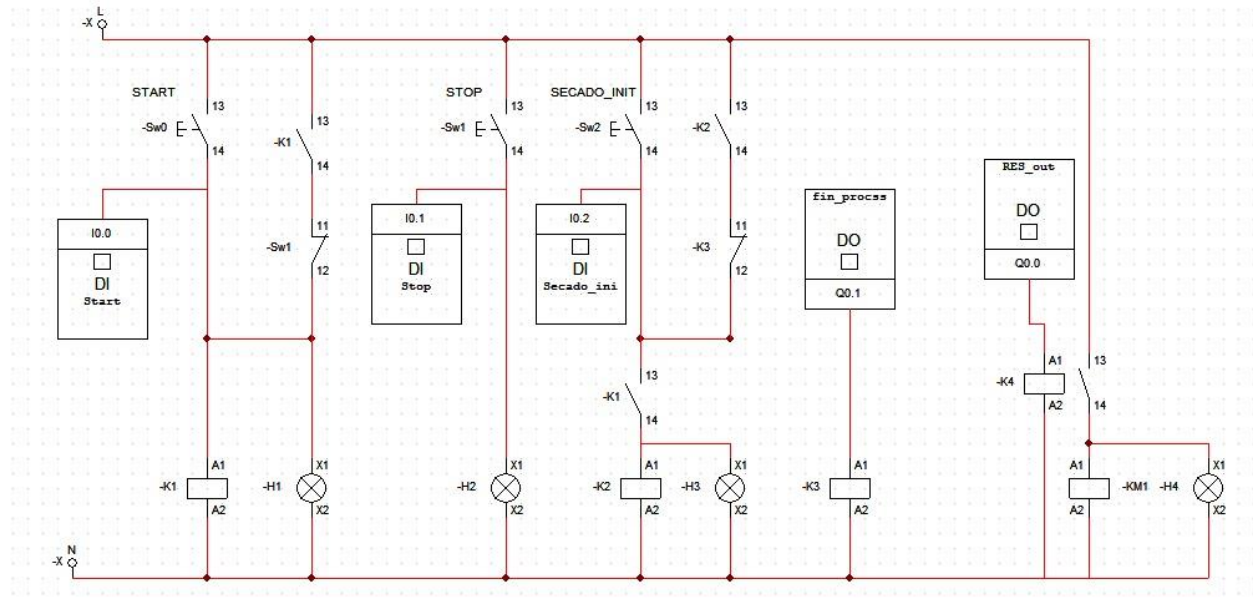 L
-X
START
13
-Sw0
14
13
-K1
14
11
-Sw1
12
I0.0
DI
Start
STOP
13
-Sw1
14
I0.1
DI
Stop
SECADO_INIT
13
-Sw2
14
I0.2
DI
Secado_ini
13
-K2
14
11
-K3
12
fin_procss
DO
Q0.1
RES_out
DO
Q0.0
13
-K1
14
A1
-K4
A2
13
14
A1
-K1
A2
X1
-H1
X2
X1
-H2
X2
A1
-K2
A2
X1
-H3
X2
A1
-K3
A2
A1
-KM1
A2
X1
-H4
X2
N
-X